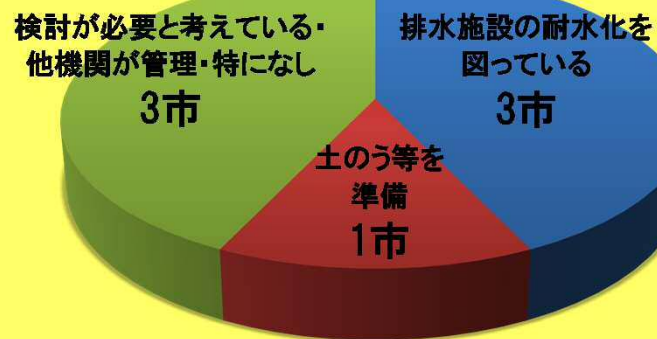 検討が必要と考えている・
他機関が管理・特になし
3市
排水施設の耐水化を
図っている
3市
土のう等を
準備
1市